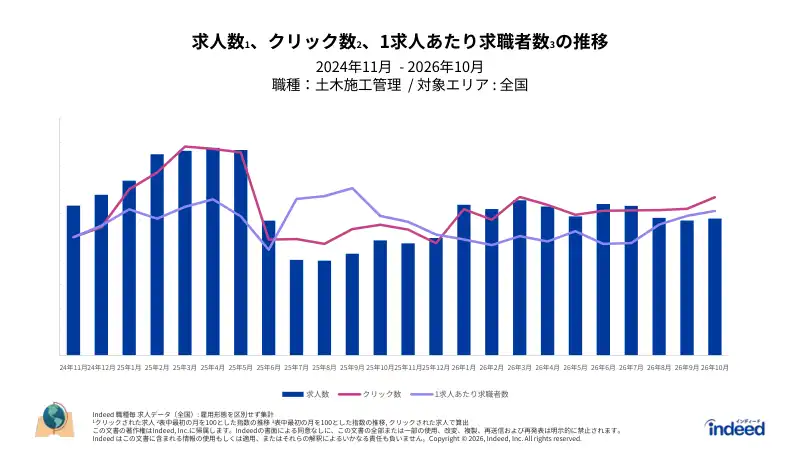 求人数1、クリック数2、1求人あたり求職者数3の推移
2024年11月 - 2026年10月
職種：土木施工管理 / 対象エリア : 全国
24年11月 24年12月 25年1月 25年2月 25年3月 25年4月 25年5月 25年6月 25年7月 25年8月 25年9月 25年10月 25年11月 25年12月 26年1月 26年2月 26年3月 26年4月 26年5月 26年6月 26年7月 26年8月 26年9月 26年10月
求人数 クリック数 1求人あたり求職者数
Indeed 職種毎 求人データ（全国）: 雇用形態を区別せず集計
¹クリックされた求人 ²表中最初の月を100とした指数の推移 ³表中最初の月を100とした指数の推移, クリックされた求人で算出
この文書の著作権はIndeed, Inc.に帰属します。Indeedの書面による同意なしに、この文書の全部または一部の使用、改変、複製、再送信および再発表は明示的に禁止されます。
Indeed はこの文書に含まれる情報の使用もしくは適用、またはそれらの解釈によるいかなる責任も負いません。Copyright © 2026, Indeed, Inc. All rights reserved.
インディード
indeed